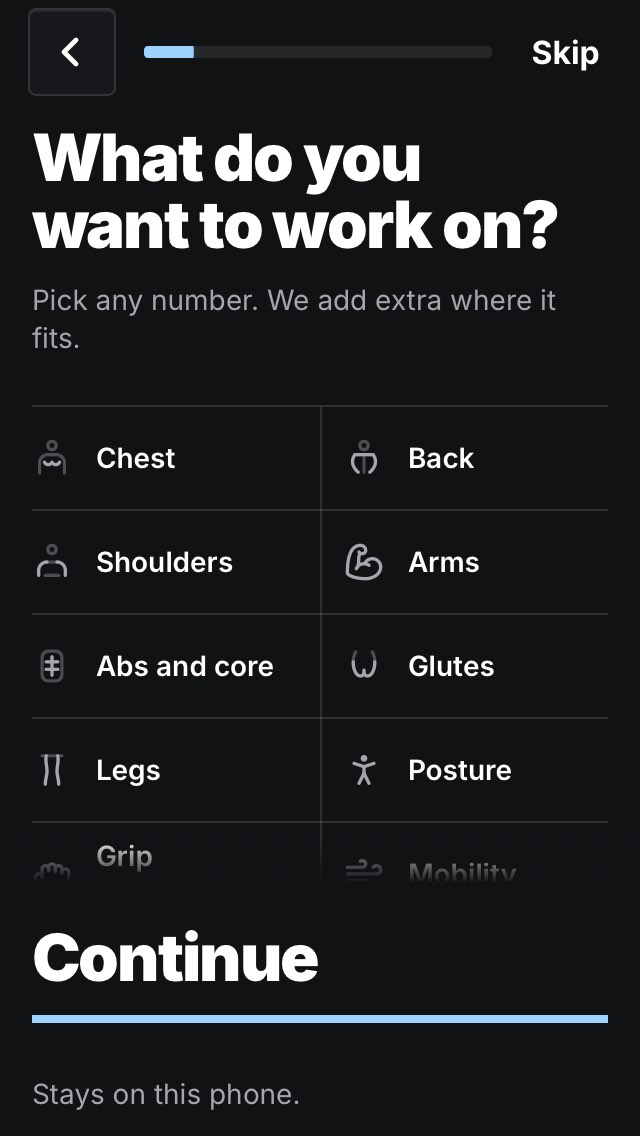 Skip
What do you
want to work on?
Pick any number. We add extra where it
fits.
Chest
Back
Shoulders
Arms
Abs and core
Glutes
Legs
Posture
Grip
Mobility
Continue
Stays on this phone.